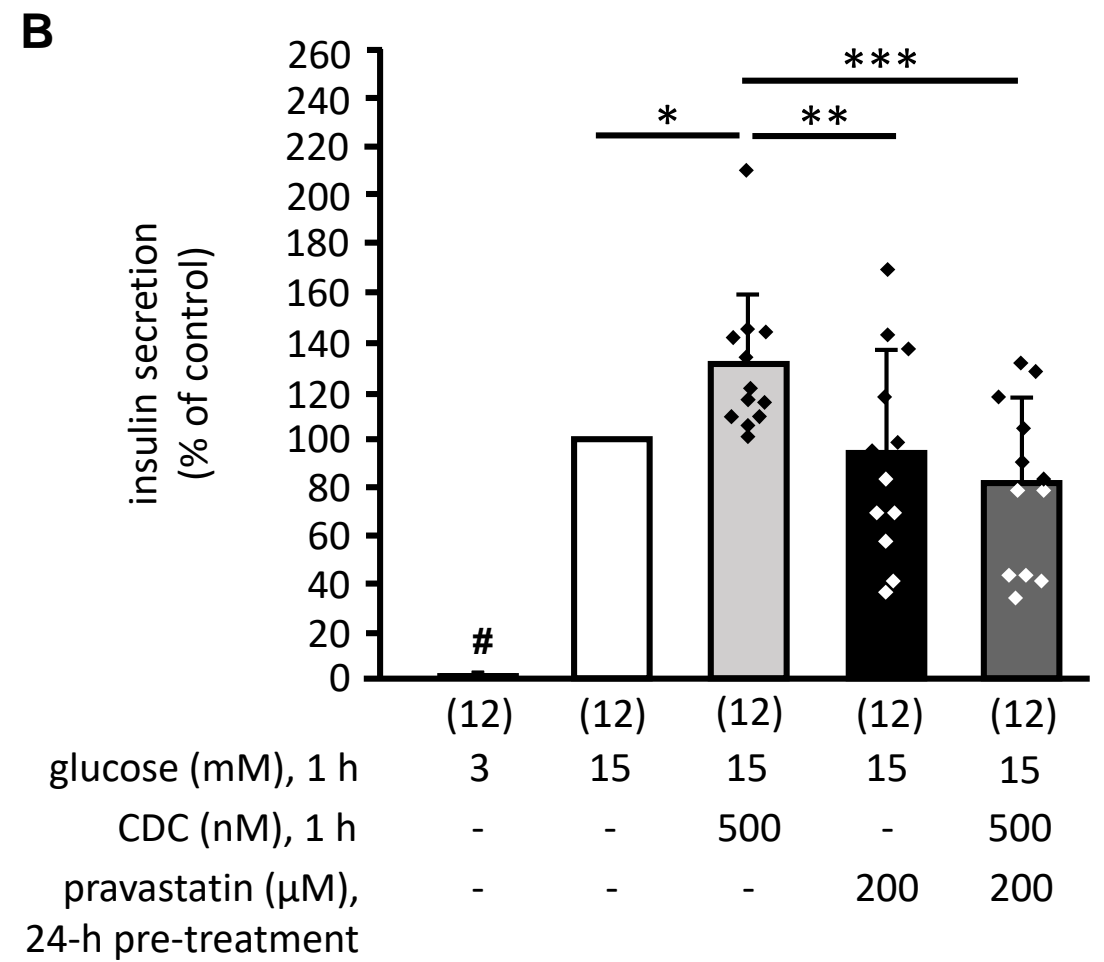 B
260
240
220
200
180
160
140
120
100
80
60
40
20
0
insulin secretion
(% of control)
***
* **
#
(12) (12) (12) (12) (12)
glucose (mM), 1 h 3 15 15 15 15
CDC (nM), 1 h - - 500 - 500
pravastatin (µM), - - - 200 200
24-h pre-treatment